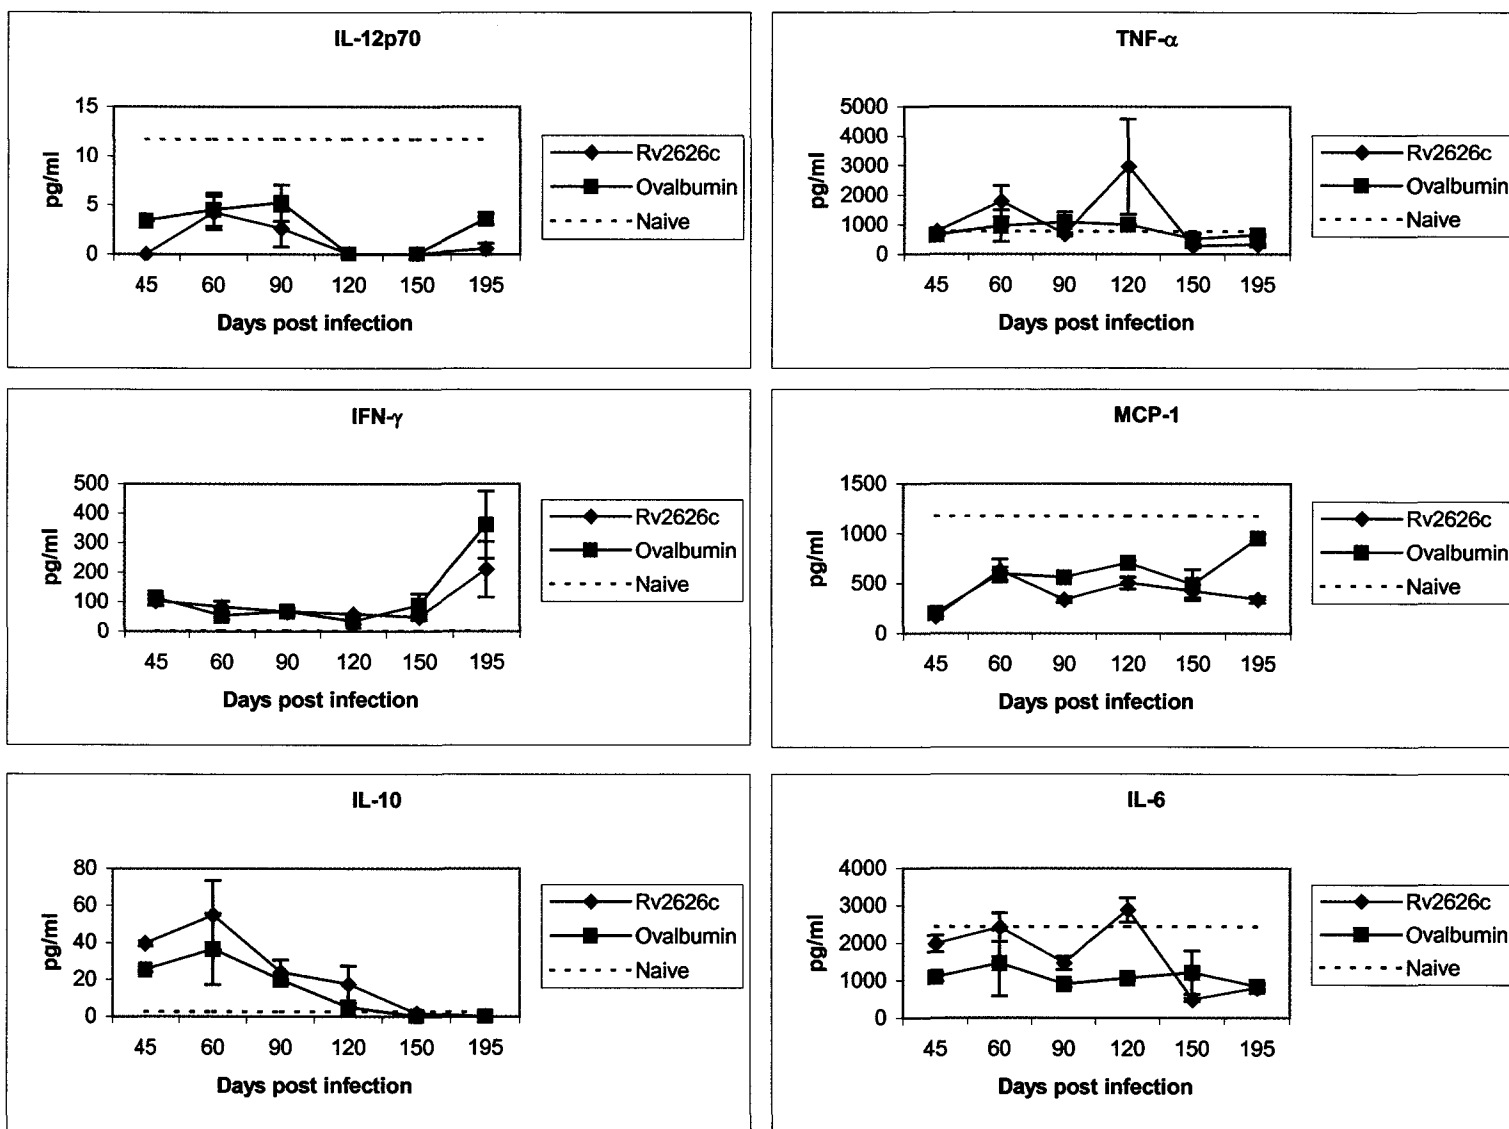 IL-12p70
15
10
5
0
pg/ml
45 60 90 120 150 195
Days post infection
Rv2626c
Ovalbumin
Naive
TNF-α
5000
4000
3000
2000
1000
0
pg/ml
45 60 90 120 150 195
Days post infection
Rv2626c
Ovalbumin
Naive
IFN-γ
500
400
300
200
100
0
pg/ml
45 60 90 120 150 195
Days post infection
Rv2626c
Ovalbumin
Naive
MCP-1
1500
1000
500
0
pg/ml
45 60 90 120 150 195
Days post infection
Rv2626c
Ovalbumin
Naive
IL-10
80
60
40
20
0
pg/ml
45 60 90 120 150 195
Days post infection
Rv2626c
Ovalbumin
Naive
IL-6
4000
3000
2000
1000
0
pg/ml
45 60 90 120 150 195
Days post infection
Rv2626c
Ovalbumin
Naive